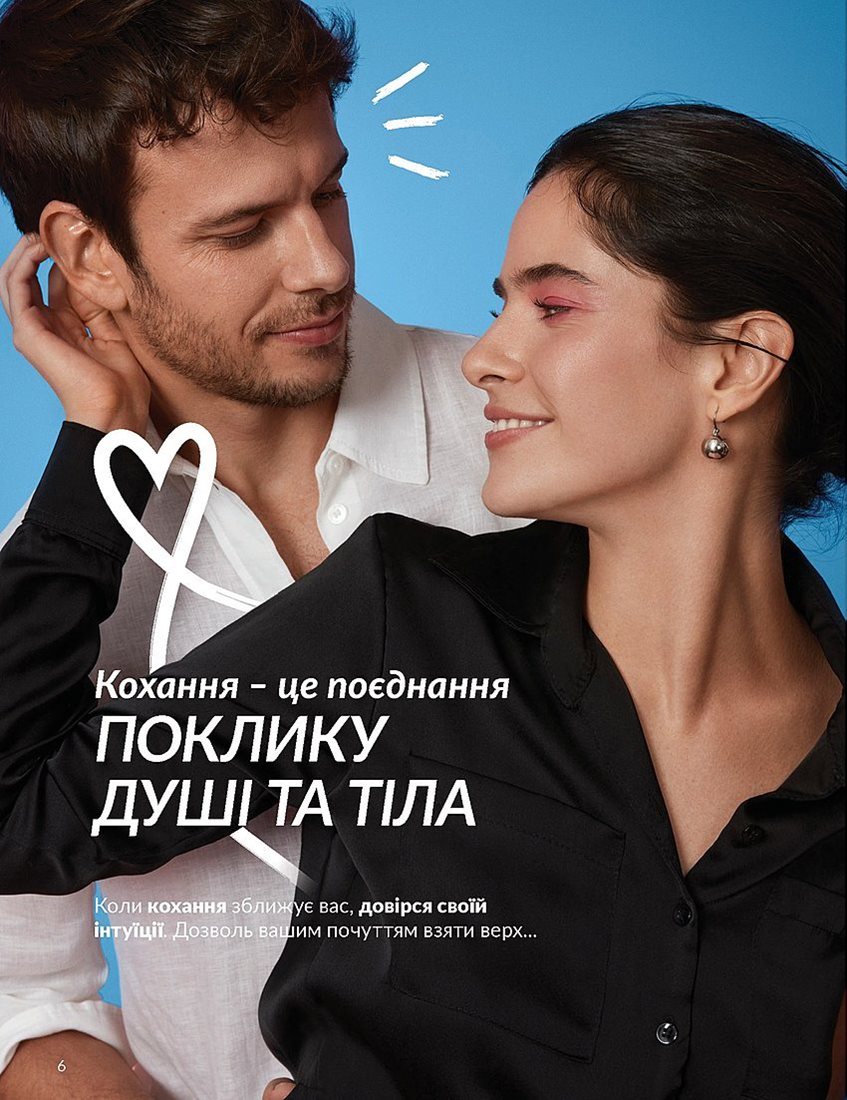 Кохання – це поєднання
ПОКЛИКУ
ДУШІ ТА ТІЛА
Коли кохання зближує вас, довірся своїй
інтуїції. Дозволь вашим почуттям взяти верх...
6